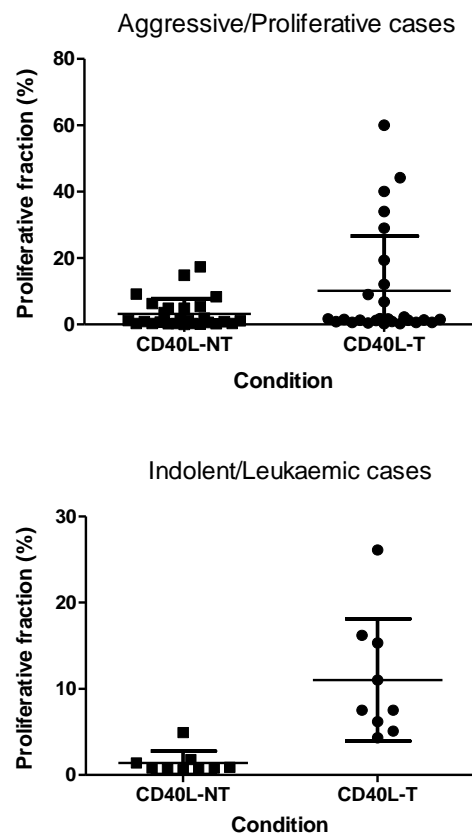 Aggressive/Proliferative cases
Proliferative fraction (%)
80
60
40
20
0
CD40L-NT CD40L-T
Condition
Indolent/Leukaemic cases
Proliferative fraction (%)
30
20
10
0
CD40L-NT CD40L-T
Condition